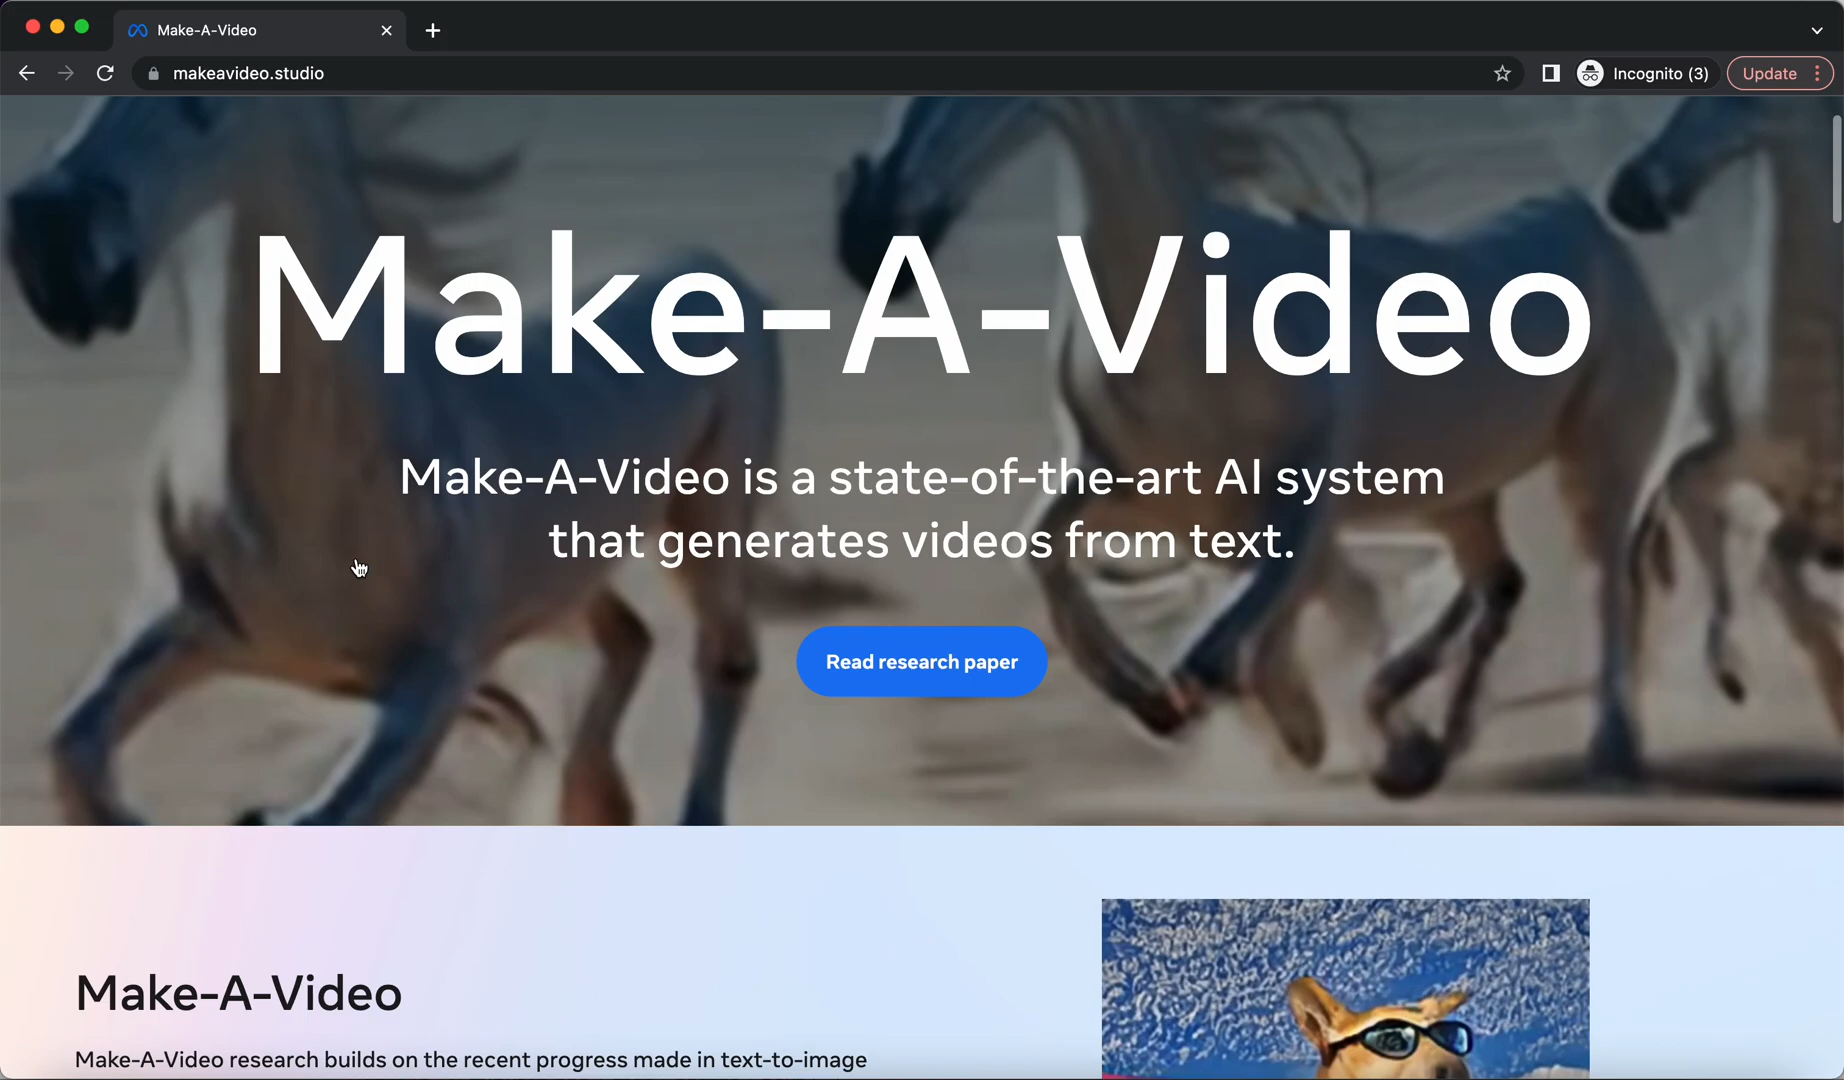 Make-A-Video
makeavideo.studio
Incognito (3)
Update
Make-A-Video
Make-A-Video is a state-of-the-art AI system
that generates videos from text.
Read research paper
Make-A-Video
Make-A-Video research builds on the recent progress made in text-to-image